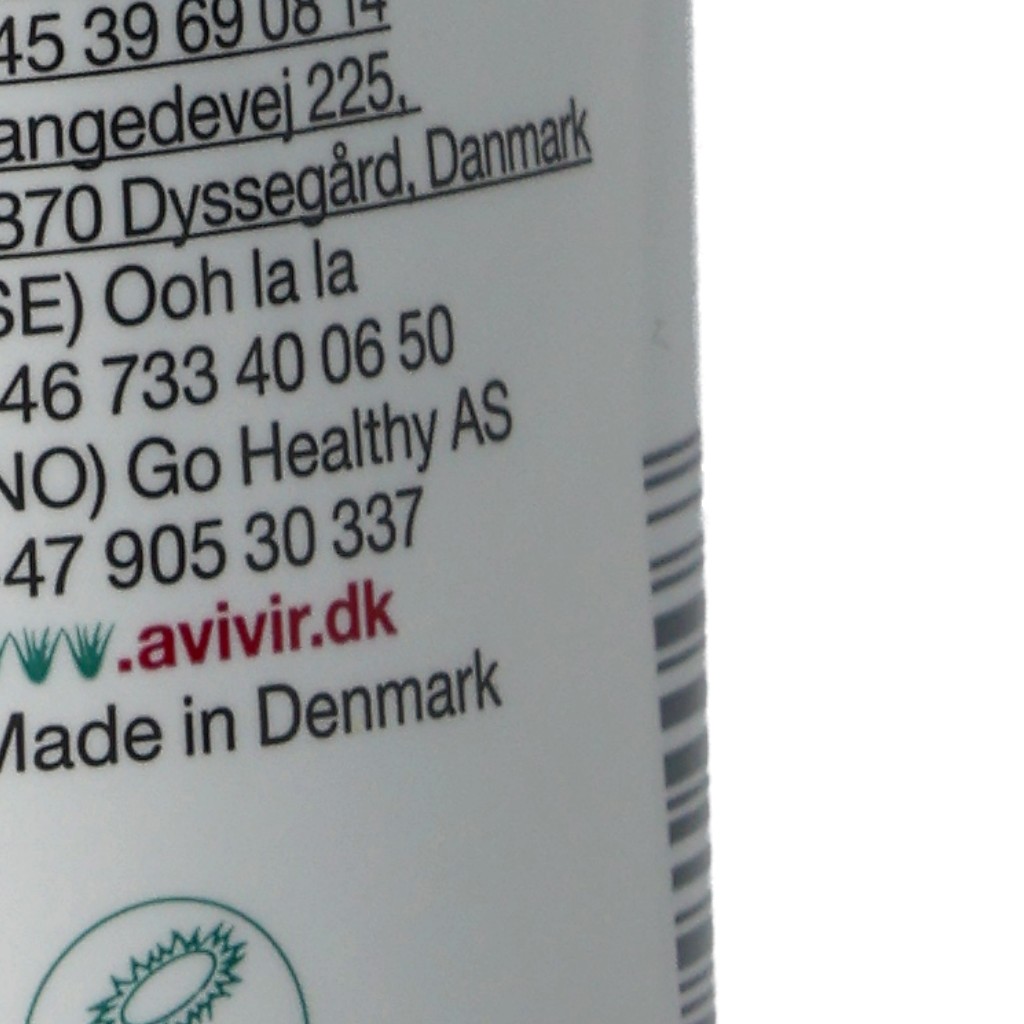 45 39 69 08 14
angedevej 225,
870 Dyssegård, Danmark
SE) Ooh la la
46 733 40 06 50
NO) Go Healthy AS
47 905 30 337
www.avivir.dk
Made in Denmark